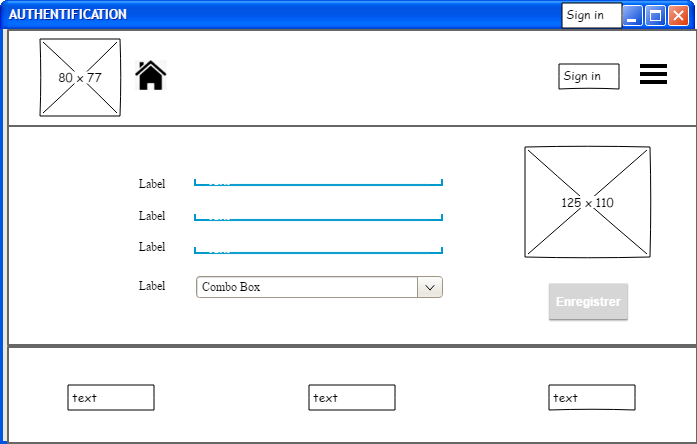 AUTHENTIFICATION
Sign in
80 x 77
Sign in
Label
125 x 110
Label
Label
Label
Combo Box
Enregistrer
text
text
text